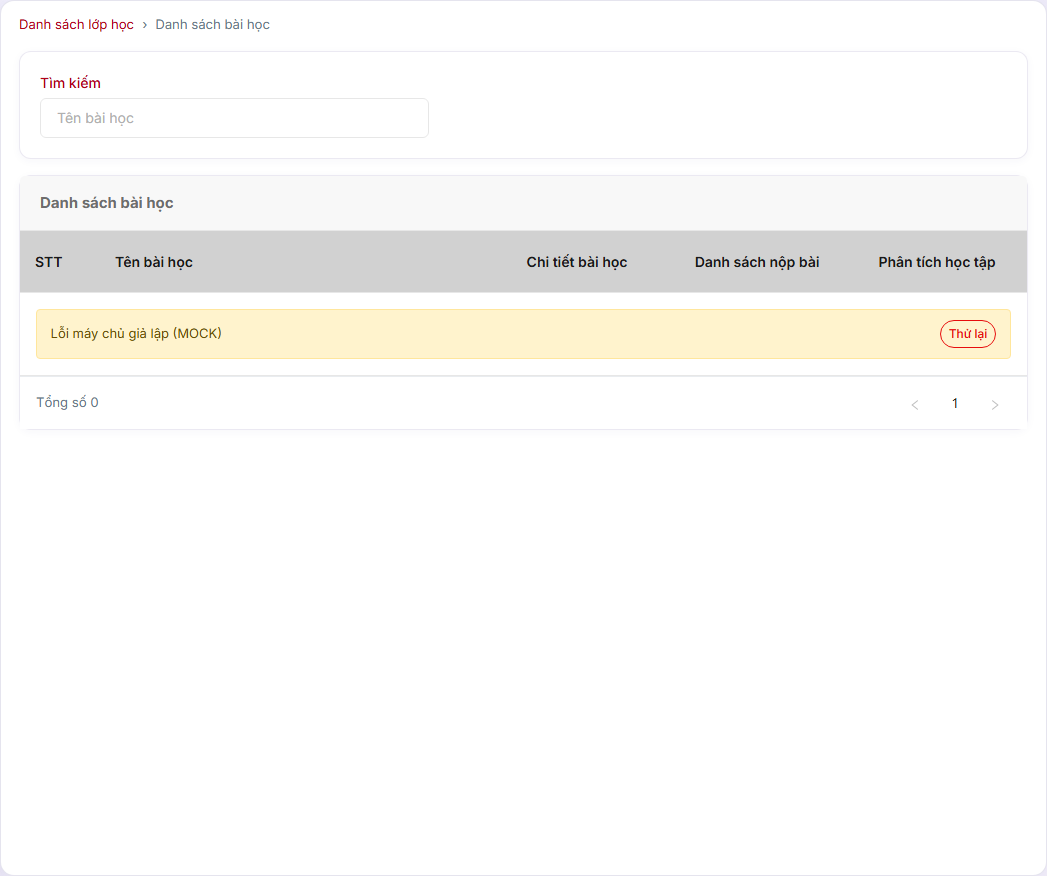 Danh sách lớp học › Danh sách bài học
Tìm kiếm
Tên bài học
Danh sách bài học
STT Tên bài học Chi tiết bài học Danh sách nộp bài Phân tích học tập
Lỗi máy chủ giả lập (MOCK) Thử lại
Tổng số 0 < 1 >